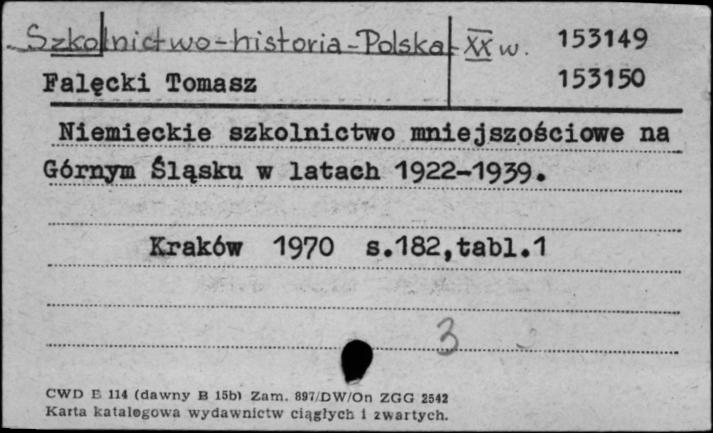 Szkolnictwo-historia-Polska-XX w. 153149
Falęcki Tomasz 153150
Niemieckie szkolnictwo mniejszościowe na
Górnym Śląsku w latach 1922-1939.
Kraków 1970 s.182,tabl.1
3
CWD E 114 (dawny B 15b) Zam. 897/DW/On ZGG 2542
Karta katalogowa wydawnictw ciągłych i zwartych.